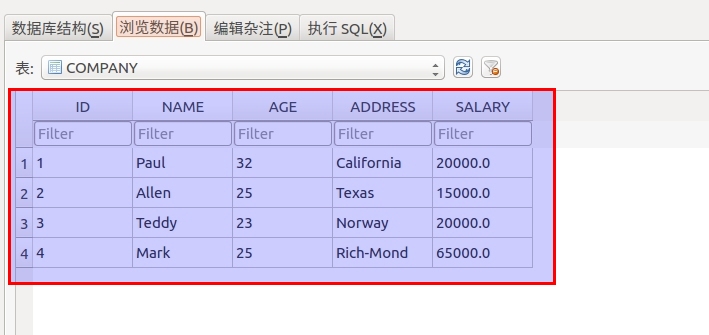 数据库结构(S) 浏览数据(B) 编辑杂注(P) 执行 SQL(X)
表: COMPANY
ID NAME AGE ADDRESS SALARY
Filter Filter Filter Filter Filter
1 1 Paul 32 California 20000.0
2 2 Allen 25 Texas 15000.0
3 3 Teddy 23 Norway 20000.0
4 4 Mark 25 Rich-Mond 65000.0